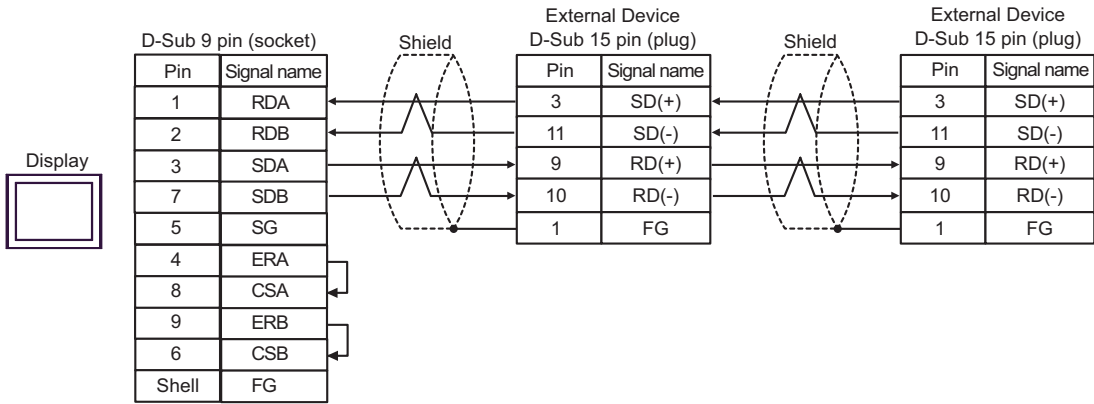 External Device
External Device
D-Sub 9 pin (socket)
Shield
D-Sub 15 pin (plug)
Shield
D-Sub 15 pin (plug)
Pin Signal name
Pin Signal name
Pin Signal name
1 RDA
3 SD(+)
3 SD(+)
2 RDB
11 SD(-)
11 SD(-)
Display
3 SDA
9 RD(+)
9 RD(+)
7 SDB
10 RD(-)
10 RD(-)
5 SG
1 FG
1 FG
4 ERA
8 CSA
9 ERB
6 CSB
Shell FG